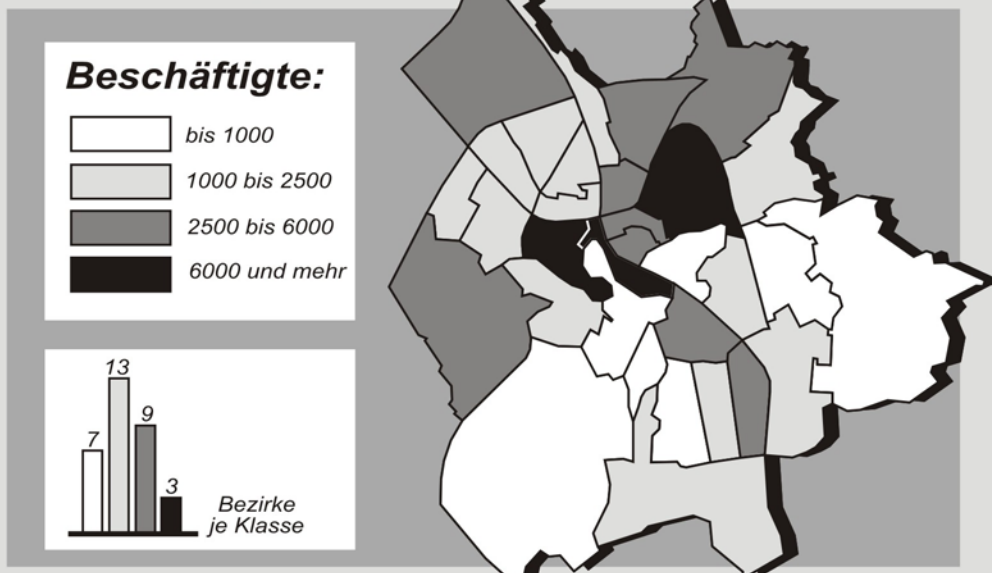 Beschäftigte:
bis 1000
1000 bis 2500
2500 bis 6000
6000 und mehr
13
9
7
3
Bezirke
je Klasse